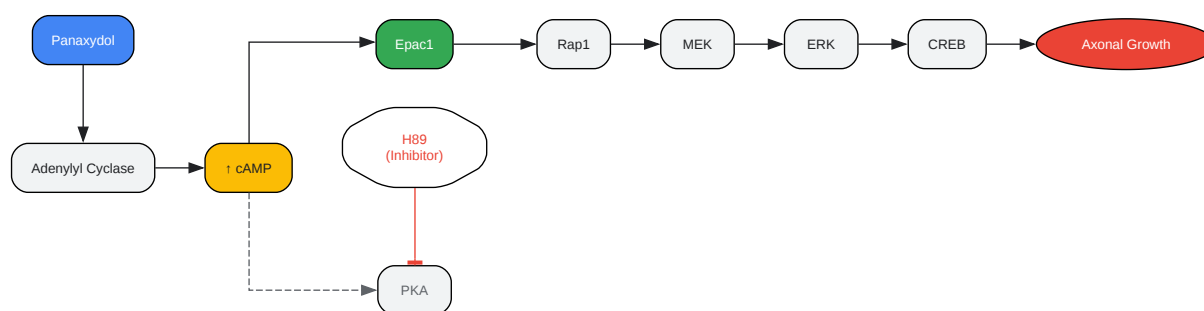 Panaxydol
Epac1
Rap1
MEK
ERK
CREB
Axonal Growth
H89
(Inhibitor)
Adenylyl Cyclase
↑ cAMP
PKA